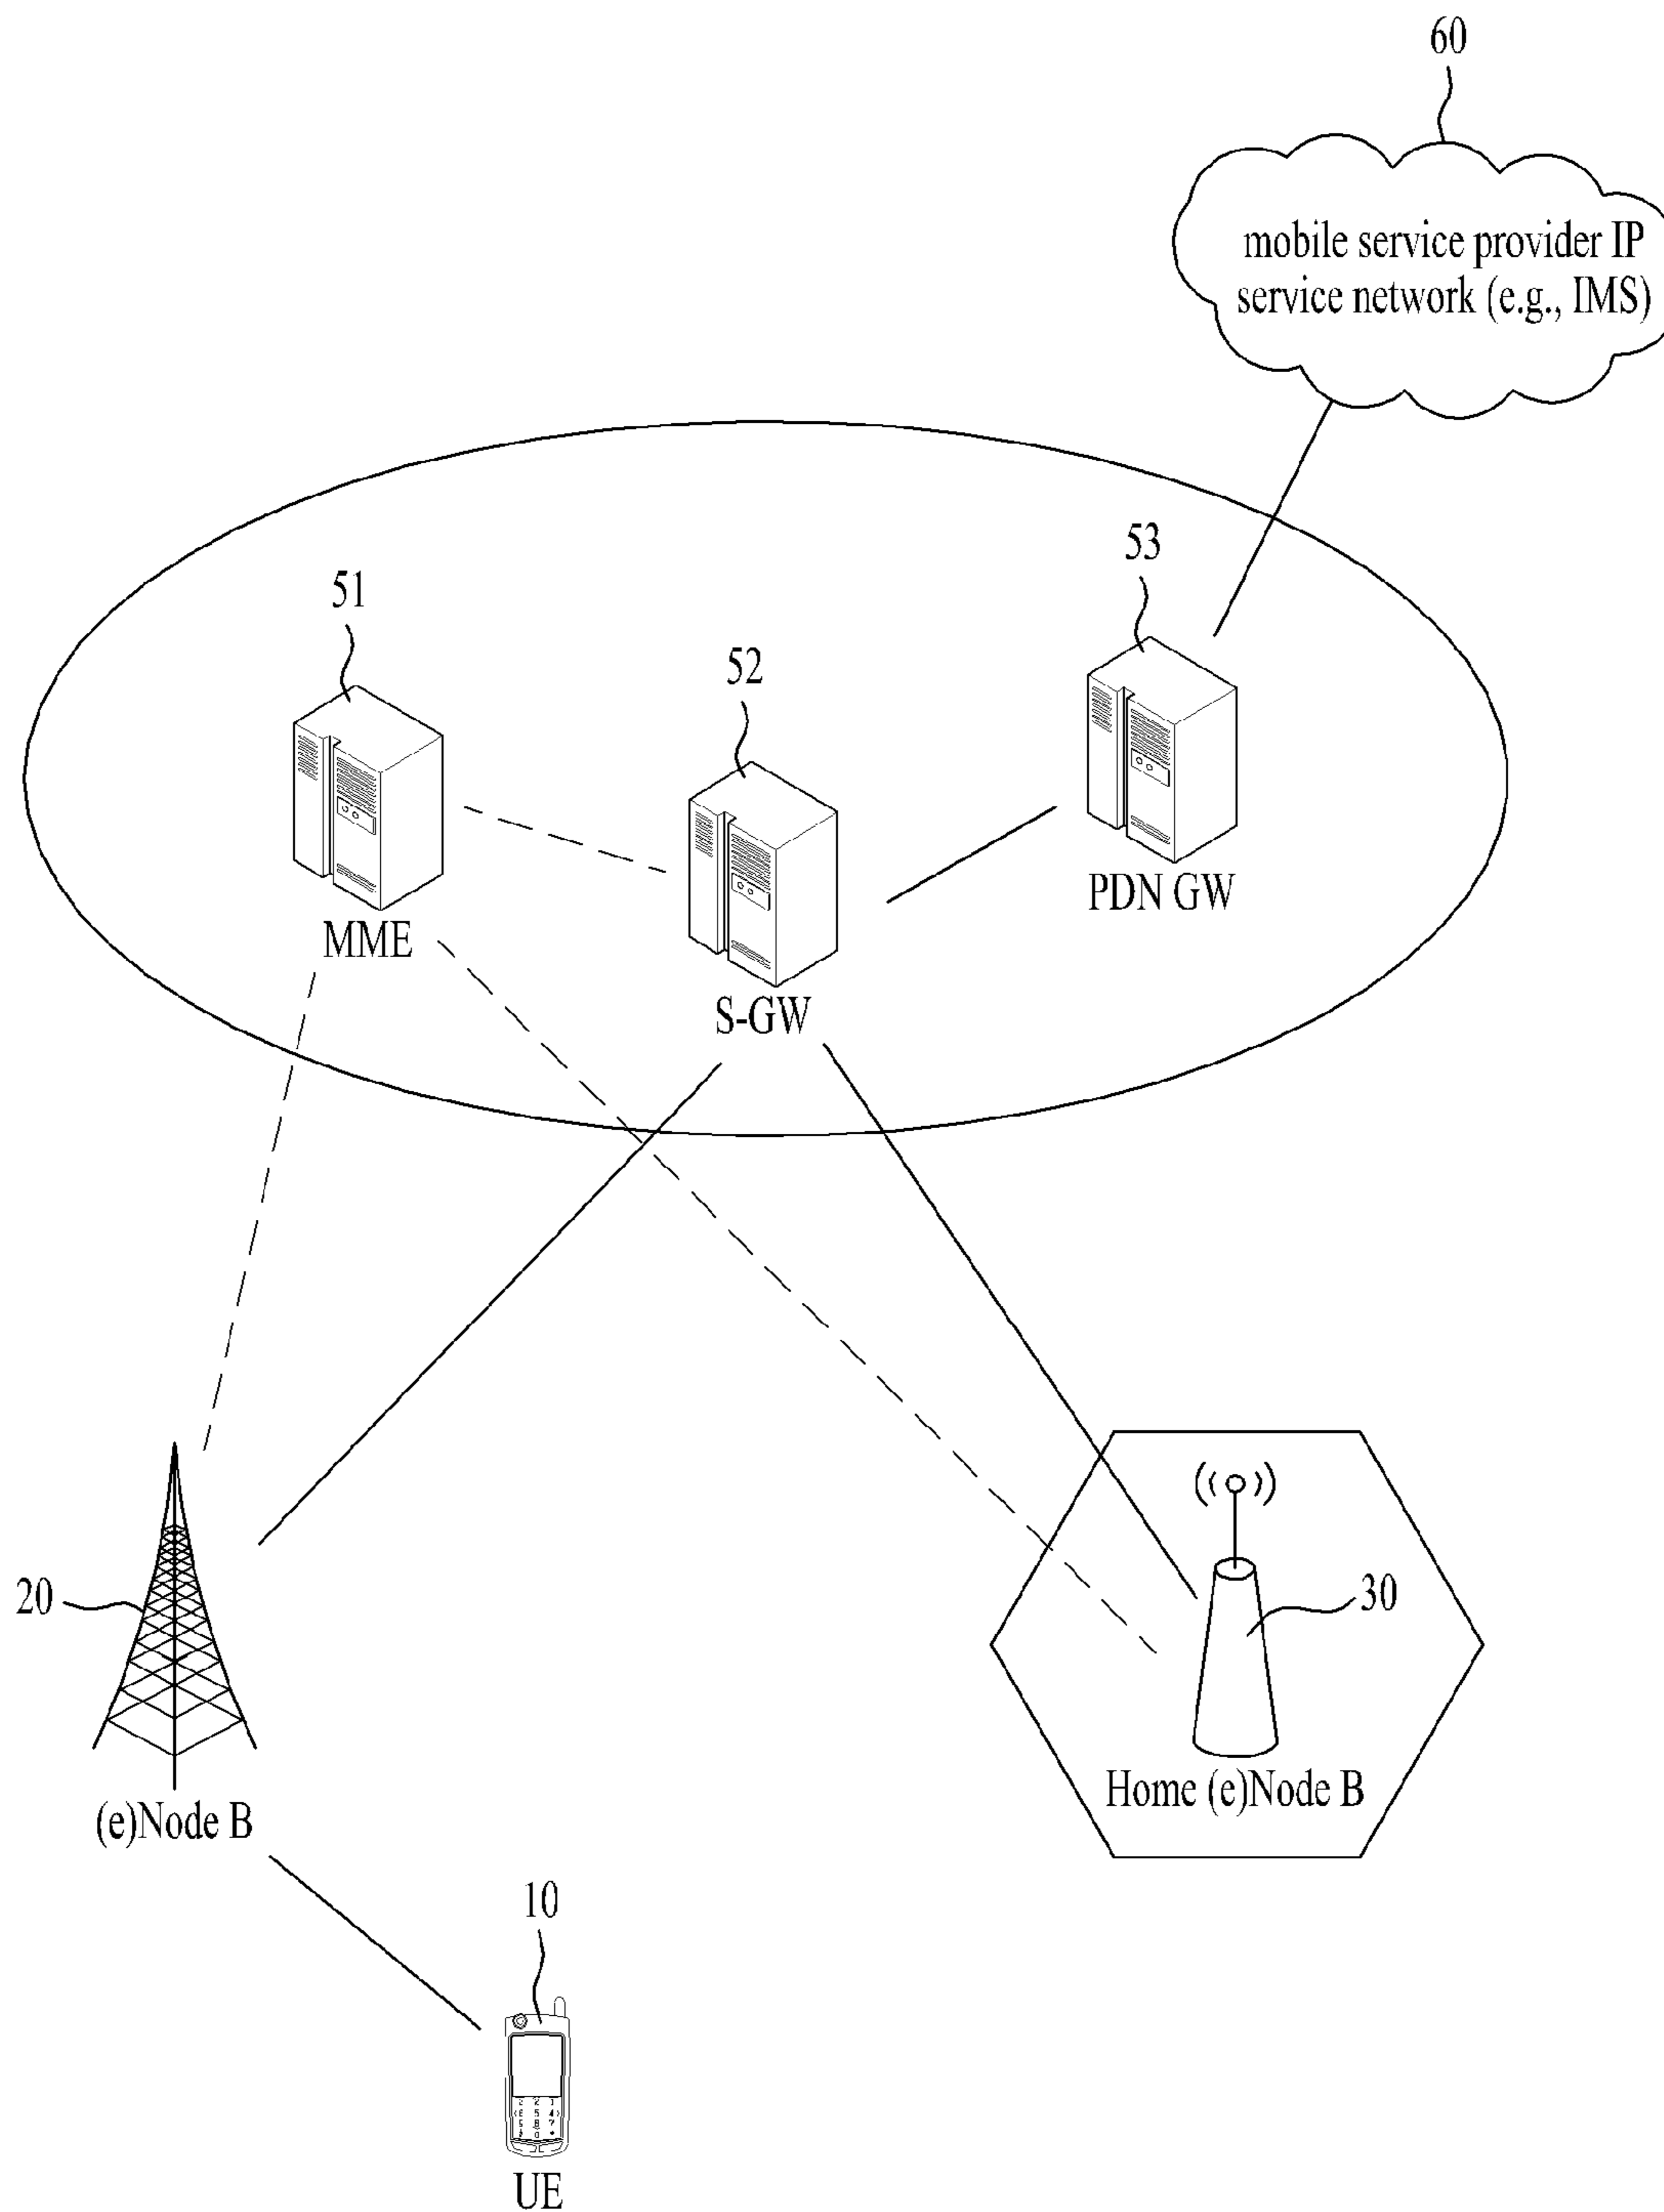 60
mobile service provider IP
service network (e.g., IMS)
53
51
52
PDN GW
MME
S-GW
20
30
Home (e)Node B
(e)Node B
10
UE